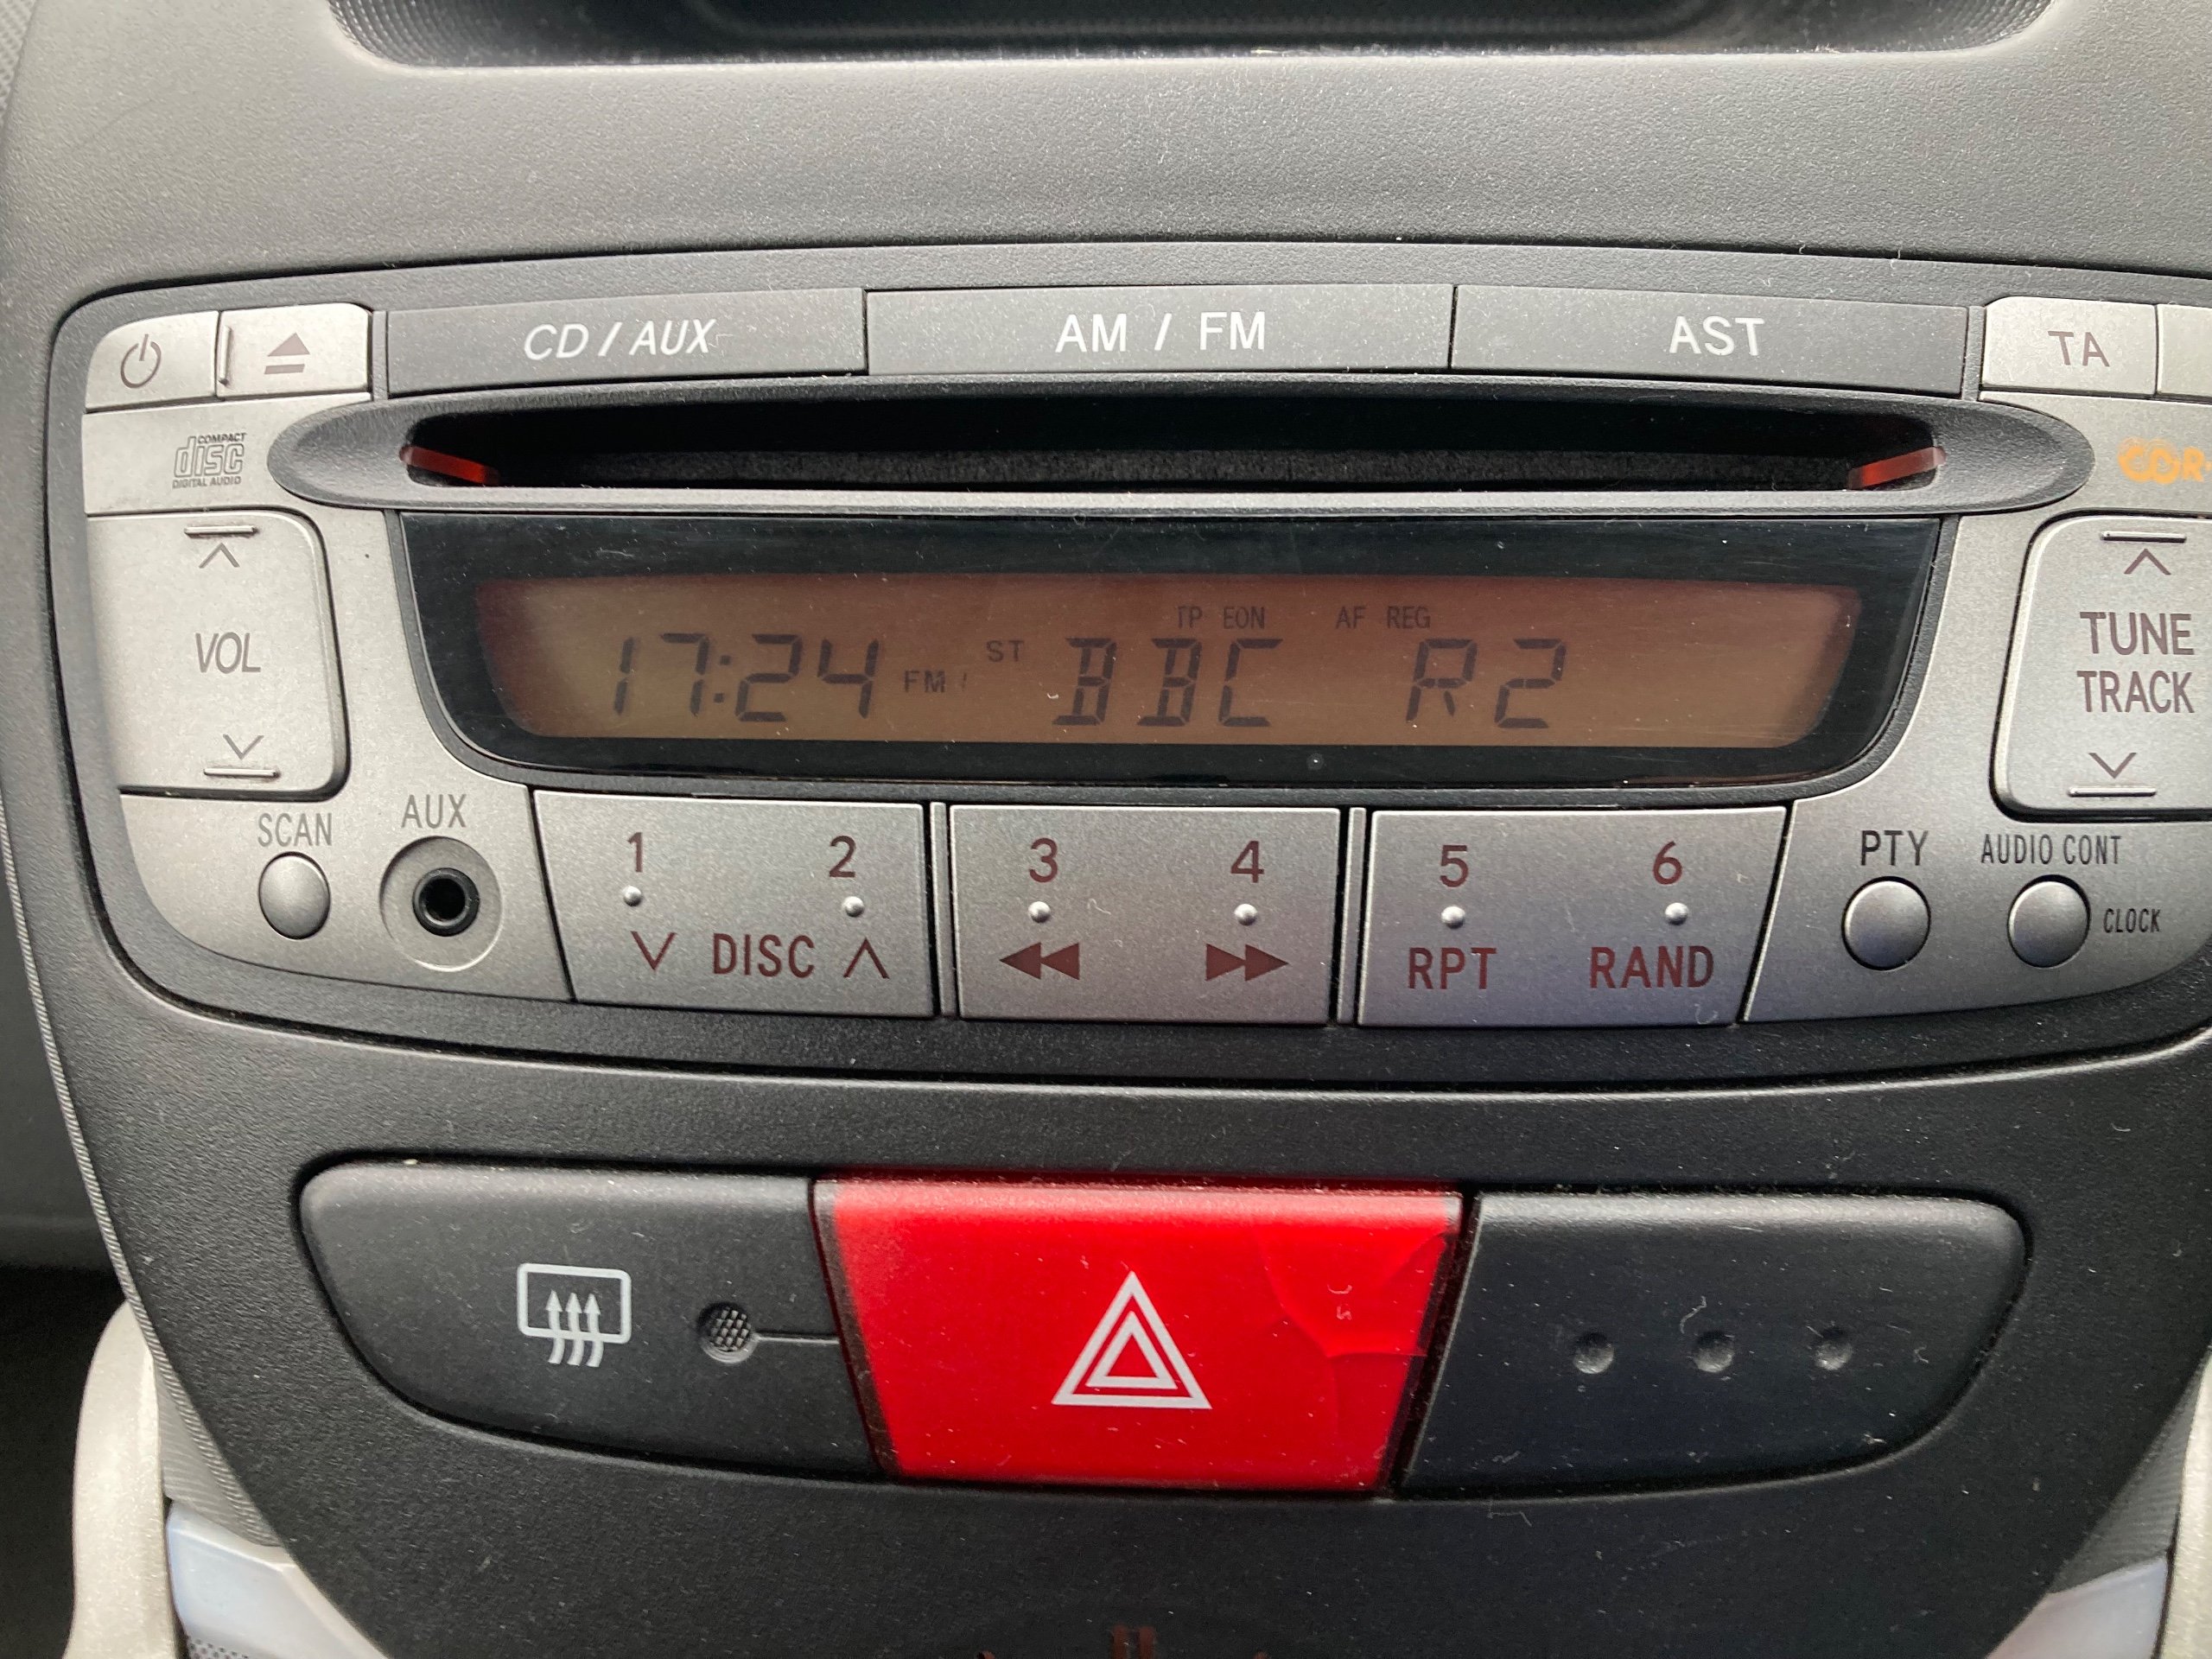 CD / AUX AM / FM AST TA
COMPACT
disc
DIGITAL AUDIO
TP EON AF REG
17:24 FM1 ST BBC R2
VOL
TUNE
TRACK
SCAN AUX
1 2 3 4 5 6
DISC RPT RAND
PTY AUDIO CONT
CLOCK